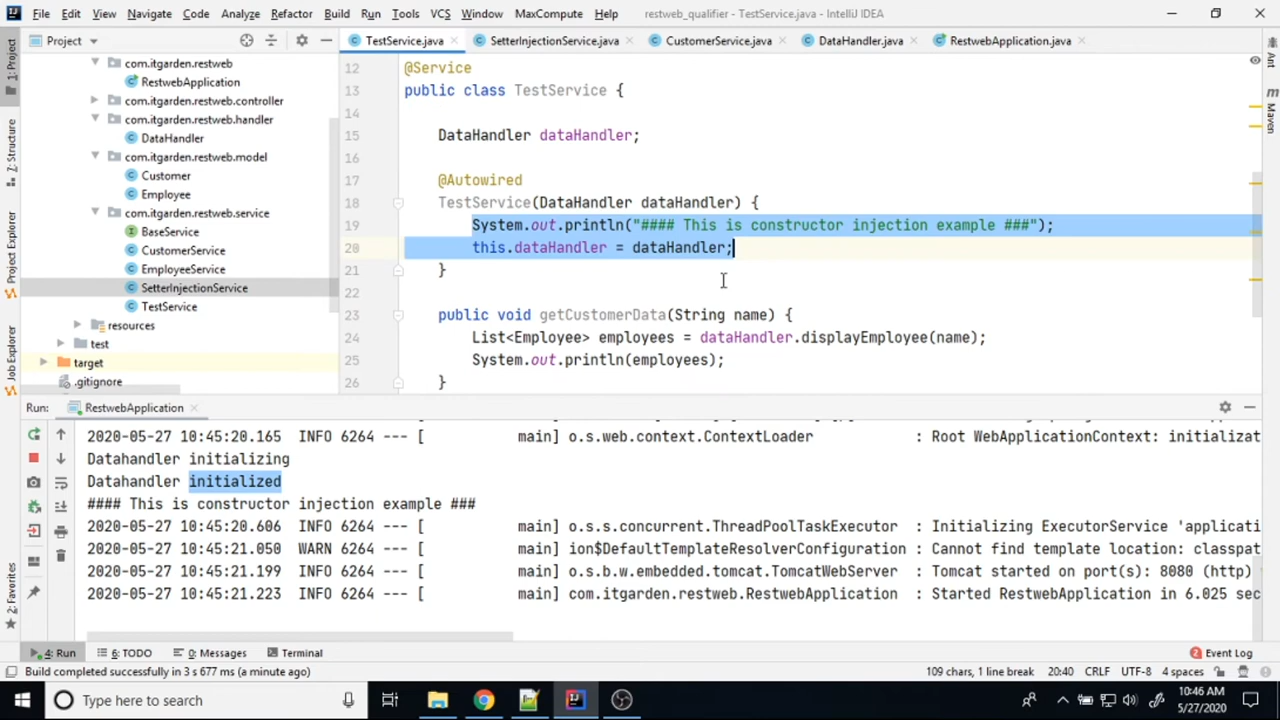 File Edit View Navigate Code Analyze Refactor Build Run Tools VCS Window MaxCompute Help restweb_qualifier - TestService.java - IntelliJ IDEA
Project
TestService.java SetterInjectionService.java CustomerService.java DataHandler.java RestwebApplication.java
1: Project
Z: Structure
Project Explorer
Job Explorer
2: Favorites
Ant
Maven
com.itgarden.restweb
RestwebApplication
com.itgarden.restweb.controller
com.itgarden.restweb.handler
DataHandler
com.itgarden.restweb.model
Customer
Employee
com.itgarden.restweb.service
BaseService
CustomerService
EmployeeService
SetterInjectionService
TestService
resources
test
target
.gitignore
12 @Service
13 public class TestService {
14
15 DataHandler dataHandler;
16
17 @Autowired
18 TestService(DataHandler dataHandler) {
19 System.out.println("#### This is constructor injection example ###");
20 this.dataHandler = dataHandler;
21 }
22
23 public void getCustomerData(String name) {
24 List<Employee> employees = dataHandler.displayEmployee(name);
25 System.out.println(employees);
26 }
Run: RestwebApplication
2020-05-27 10:45:20.165 INFO 6264 --- [ main] o.s.web.context.ContextLoader : Root WebApplicationContext: initializat
Datahandler initializing
Datahandler initialized
#### This is constructor injection example ###
2020-05-27 10:45:20.606 INFO 6264 --- [ main] o.s.s.concurrent.ThreadPoolTaskExecutor : Initializing ExecutorService 'applicati
2020-05-27 10:45:21.050 WARN 6264 --- [ main] ion$DefaultTemplateResolverConfiguration : Cannot find template location: classpat
2020-05-27 10:45:21.199 INFO 6264 --- [ main] o.s.b.w.embedded.tomcat.TomcatWebServer : Tomcat started on port(s): 8080 (http)
2020-05-27 10:45:21.223 INFO 6264 --- [ main] com.itgarden.restweb.RestwebApplication : Started RestwebApplication in 6.025 sec
4: Run 6: TODO 0: Messages Terminal 2 Event Log
Build completed successfully in 3 s 677 ms (a minute ago) 109 chars, 1 line break 20:40 CRLF UTF-8 4 spaces
Type here to search
10:46 AM
5/27/2020